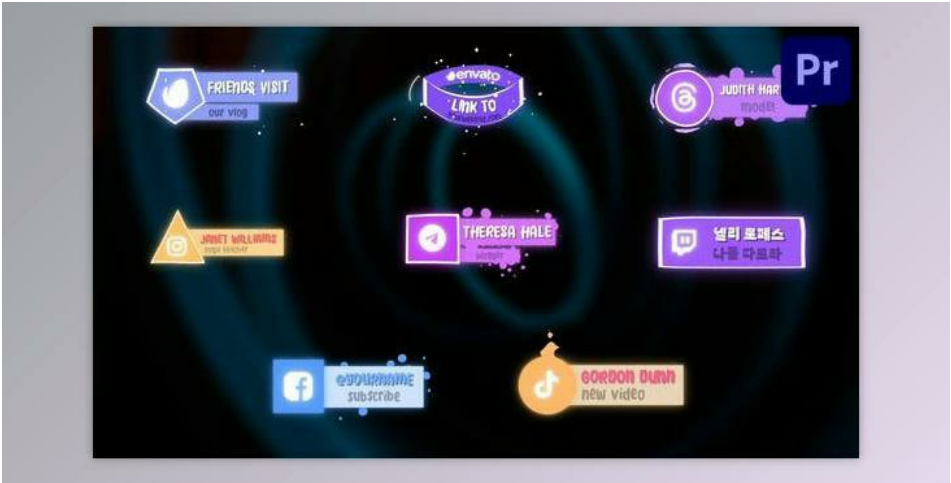 FRIENDS VISIT
our vlog
envato
LINK TO
JUDITH HAR
model
Pr
JANET WILLIAMS
THERESA HALE
넬리 로페스
나를 따르라
@YOURNAME
subscribe
GORDON DUNN
new video